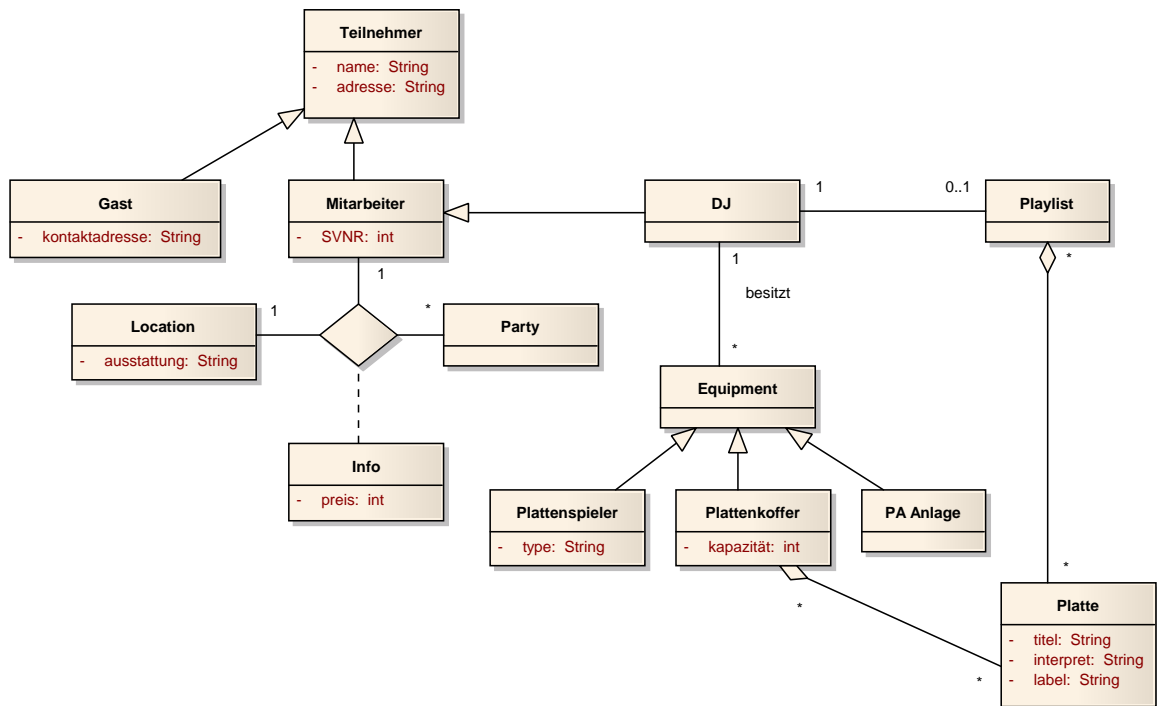 Teilnehmer
- name: String
- adresse: String
Gast
- kontaktadresse: String
Mitarbeiter
- SVNR: int
DJ
1
0..1
Playlist
1
1
*
besitzt
*
Location
- ausstattung: String
1
*
Party
*
Equipment
Info
- preis: int
Plattenspieler
- type: String
Plattenkoffer
- kapazität: int
PA Anlage
*
*
Platte
- titel: String
- interpret: String
- label: String
*